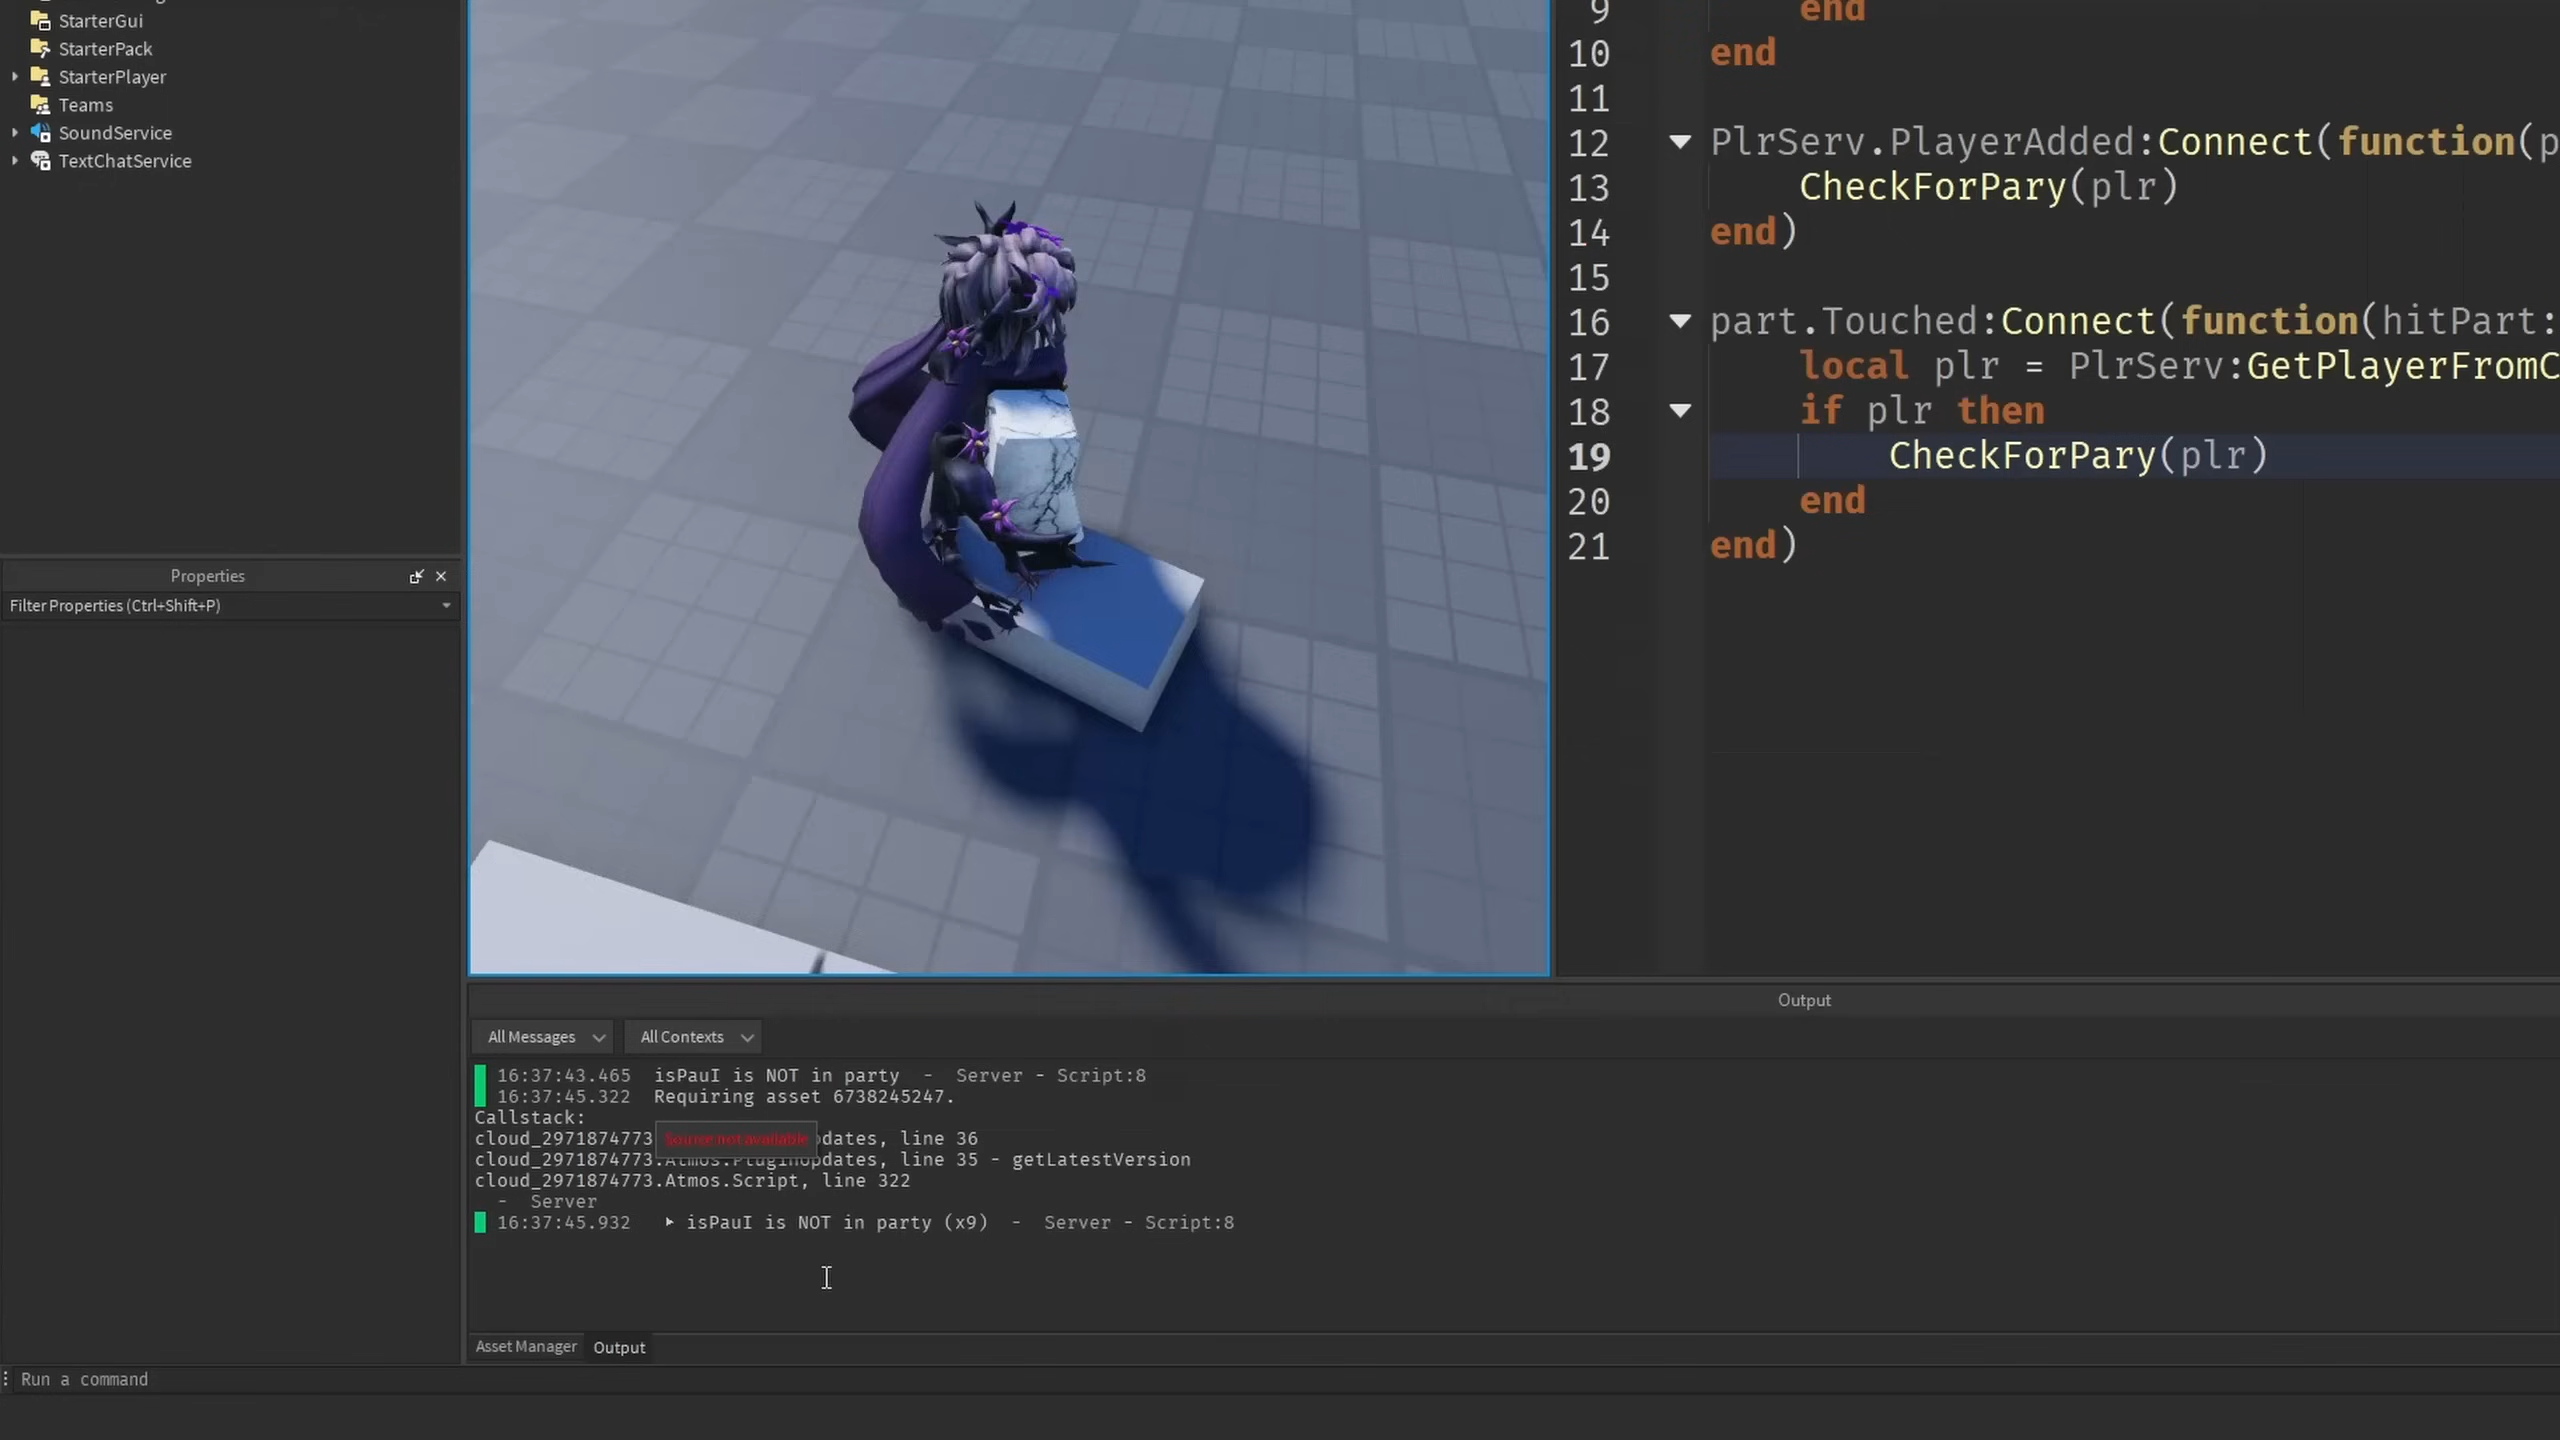 StarterGui
StarterPack
StarterPlayer
Teams
SoundService
TextChatService
Properties
Filter Properties (Ctrl+Shift+P)
9 end
10 end
11
12 PlrServ.PlayerAdded:Connect(function(p
13 CheckForPary(plr)
14 end)
15
16 part.Touched:Connect(function(hitPart:
17 local plr = PlrServ:GetPlayerFromC
18 if plr then
19 CheckForPary(plr)
20 end
21 end)
Output
All Messages All Contexts
16:37:43.465 isPauI is NOT in party - Server - Script:8
16:37:45.322 Requiring asset 6738245247.
Callstack:
cloud_2971874773 Source not available dates, line 36
cloud_2971874773.Atmos.PluginUpdates, line 35 - getLatestVersion
cloud_2971874773.Atmos.Script, line 322
- Server
16:37:45.932 isPauI is NOT in party (x9) - Server - Script:8
Asset Manager Output
Run a command